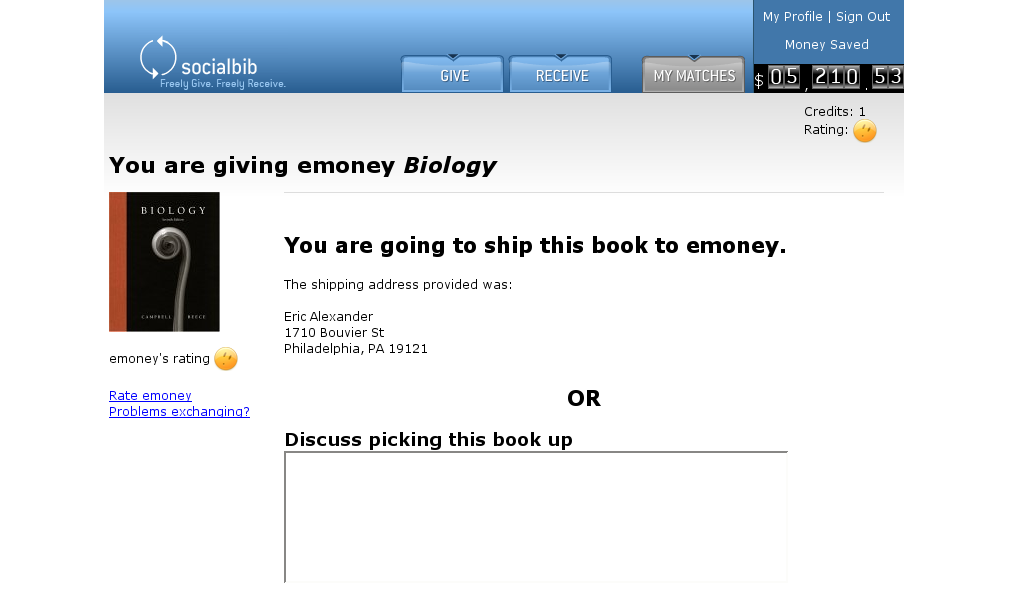 My Profile | Sign Out
Money Saved
socialbib
Freely Give. Freely Receive.
GIVE
RECEIVE
MY MATCHES
$ 05,210.53
Credits: 1
Rating:
You are giving emoney Biology
BIOLOGY
CAMPBELL REECE
You are going to ship this book to emoney.
The shipping address provided was:
Eric Alexander
1710 Bouvier St
Philadelphia, PA 19121
emoney's rating
Rate emoney
Problems exchanging?
OR
Discuss picking this book up